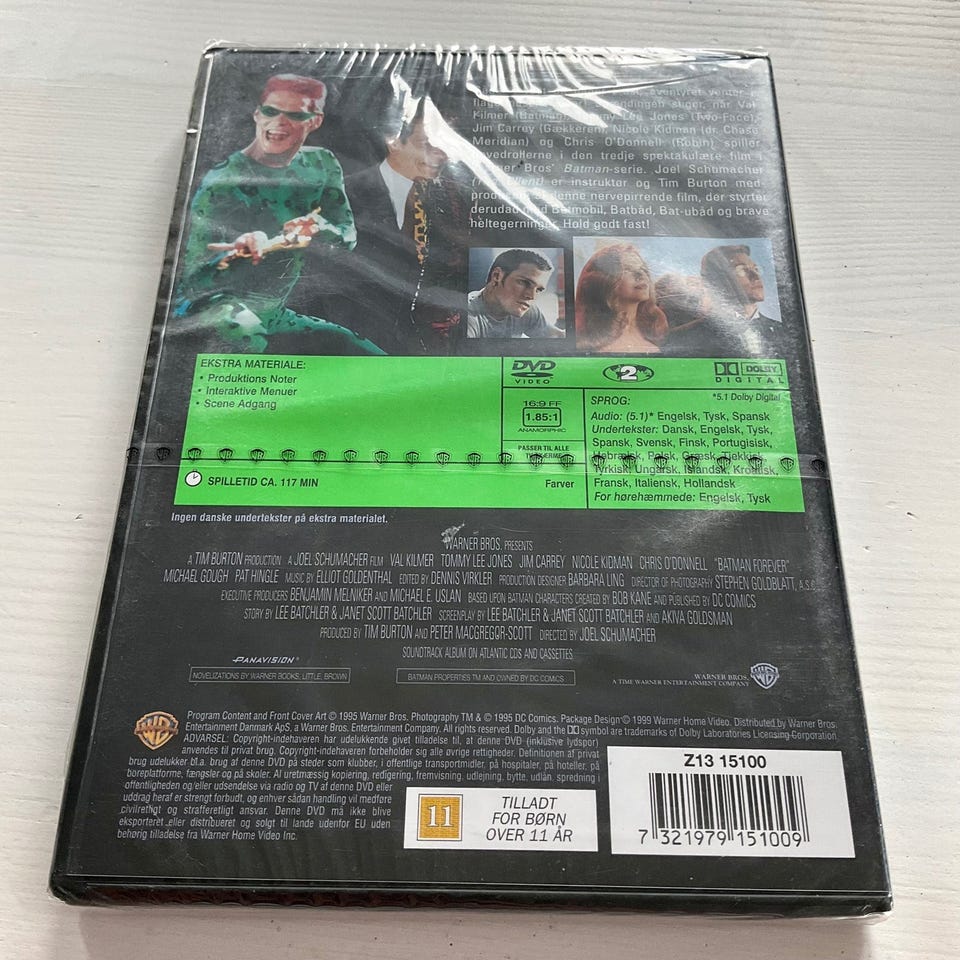 eventyret venter
stiger, når Val
Kilmer (Batman), Tommy Lee Jones (Two-Face),
Jim Carrey (Gækkeren), Nicole Kidman (dr. Chase
Meridian) og Chris O'Donnell (Robin) spiller
hovedrollerne i den tredje spektakulære film i
Warner Bros' Batman-serie. Joel Schumacher
(The Client) er instruktør og Tim Burton med-
denne nervepirrende film, der styrter
derudad med Batmobil, Batbåd, Bat-ubåd og brave
heltegerninger. Hold godt fast!
EKSTRA MATERIALE:
• Produktions Noter
• Interaktive Menuer
• Scene Adgang
SPILLETID CA. 117 MIN
Farver
DVD
VIDEO
2
DOLBY
DIGITAL
16:9 FF
1.85:1
ANAMORPHIC
PASSER TIL ALLE
*5.1 Dolby Digital
SPROG:
Audio: (5.1)* Engelsk, Tysk, Spansk
Undertekster: Dansk, Engelsk, Tysk,
Spansk, Svensk, Finsk, Portugisisk,
Hebræisk, Polsk, Græsk, Tjekkisk,
Tyrkisk, Ungarsk, Islandsk, Kroatisk,
Fransk, Italiensk, Hollandsk
For hørehæmmede: Engelsk, Tysk
Ingen danske undertekster på ekstra materialet.
WARNER BROS. PRESENTS
A TIM BURTON PRODUCTION A JOEL SCHUMACHER FILM VAL KILMER TOMMY LEE JONES JIM CARREY NICOLE KIDMAN CHRIS O'DONNELL "BATMAN FOREVER"
MICHAEL GOUGH PAT HINGLE MUSIC BY ELLIOT GOLDENTHAL EDITED BY DENNIS VIRKLER PRODUCTION DESIGNER BARBARA LING DIRECTOR OF PHOTOGRAPHY STEPHEN GOLDBLATT, A.S.C.
EXECUTIVE PRODUCERS BENJAMIN MELNIKER AND MICHAEL E. USLAN BASED UPON BATMAN CHARACTERS CREATED BY BOB KANE AND PUBLISHED BY DC COMICS
STORY BY LEE BATCHLER & JANET SCOTT BATCHLER SCREENPLAY BY LEE BATCHLER & JANET SCOTT BATCHLER AND AKIVA GOLDSMAN
PRODUCED BY TIM BURTON AND PETER MACGREGOR-SCOTT DIRECTED BY JOEL SCHUMACHER
SOUNDTRACK ALBUM ON ATLANTIC CDS AND CASSETTES
PANAVISION®
NOVELIZATIONS BY WARNER BOOKS, LITTLE, BROWN
BATMAN PROPERTIES TM AND OWNED BY DC COMICS
WARNER BROS.
A TIME WARNER ENTERTAINMENT COMPANY
Program Content and Front Cover Art © 1995 Warner Bros. Photography TM & © 1995 DC Comics. Package Design © 1999 Warner Home Video. Distributed by Warner Bros.
Entertainment Danmark ApS, a Warner Bros. Entertainment Company. All rights reserved. Dolby and the DD symbol are trademarks of Dolby Laboratories Licensing Corporation.
ADVARSEL: Copyright-indehaveren har udelukkende givet tilladelse til, at denne DVD (inklusive lydspor)
anvendes til privat brug. Copyright-indehaveren forbeholder sig alle øvrige rettigheder. Definitionen af privat
brug udelukker bl.a. brug af denne DVD på steder som klubber, i offentlige transportmidler, på hospitaler, på hoteller, på
boreplatforme, fængsler og på skoler. Al uretmæssig kopiering, redigering, fremvisning, udlejning, bytte, udlån, spredning i
offentligheden og/eller udsendelse via radio og TV af denne DVD eller
uddrag heraf er strengt forbudt, og enhver sådan handling vil medføre
civilretligt og strafferetligt ansvar. Denne DVD må ikke blive
eksporteret eller distribueret og solgt til lande udenfor EU uden
behørig tilladelse fra Warner Home Video Inc.
11
TILLADT
FOR BØRN
OVER 11 ÅR
Z13 15100
7 321979 151009